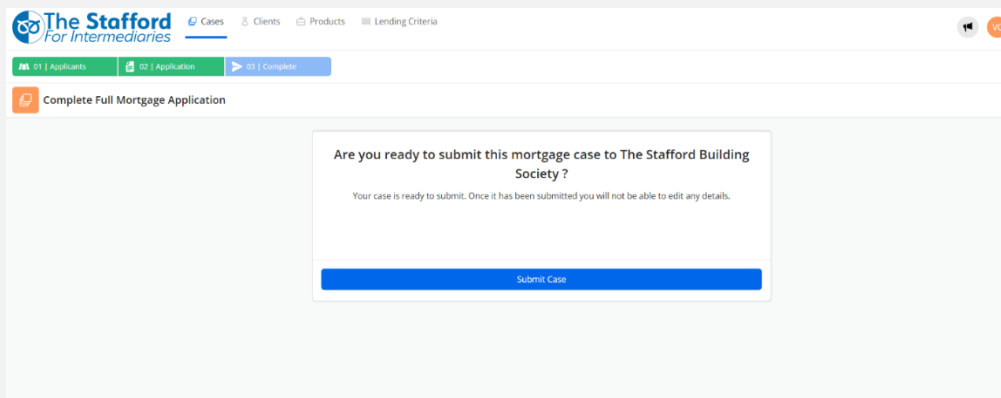 The Stafford
For Intermediaries
Cases
Clients
Products
Lending Criteria
01 | Applicants
02 | Application
03 | Complete
Complete Full Mortgage Application
Are you ready to submit this mortgage case to The Stafford Building
Society ?
Your case is ready to submit. Once it has been submitted you will not be able to edit any details.
Submit Case